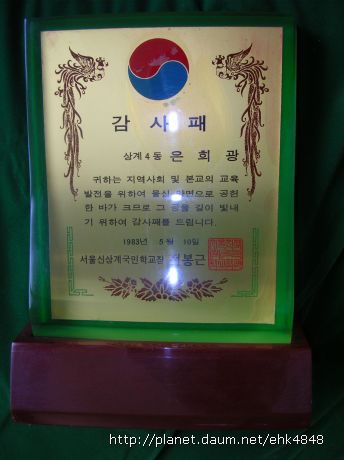 감 사 패
상계4동 은 희 광
귀하는 지역사회 및 본교의 교육
발전을 위하여 물심 양면으로 공헌
한 바가 크므로 그 공을 길이 빛내
기 위하여 감사패를 드립니다.
1983년 5월 10일
서울신상계국민학교장 봉근
http://planet.daum.net/ehk4848